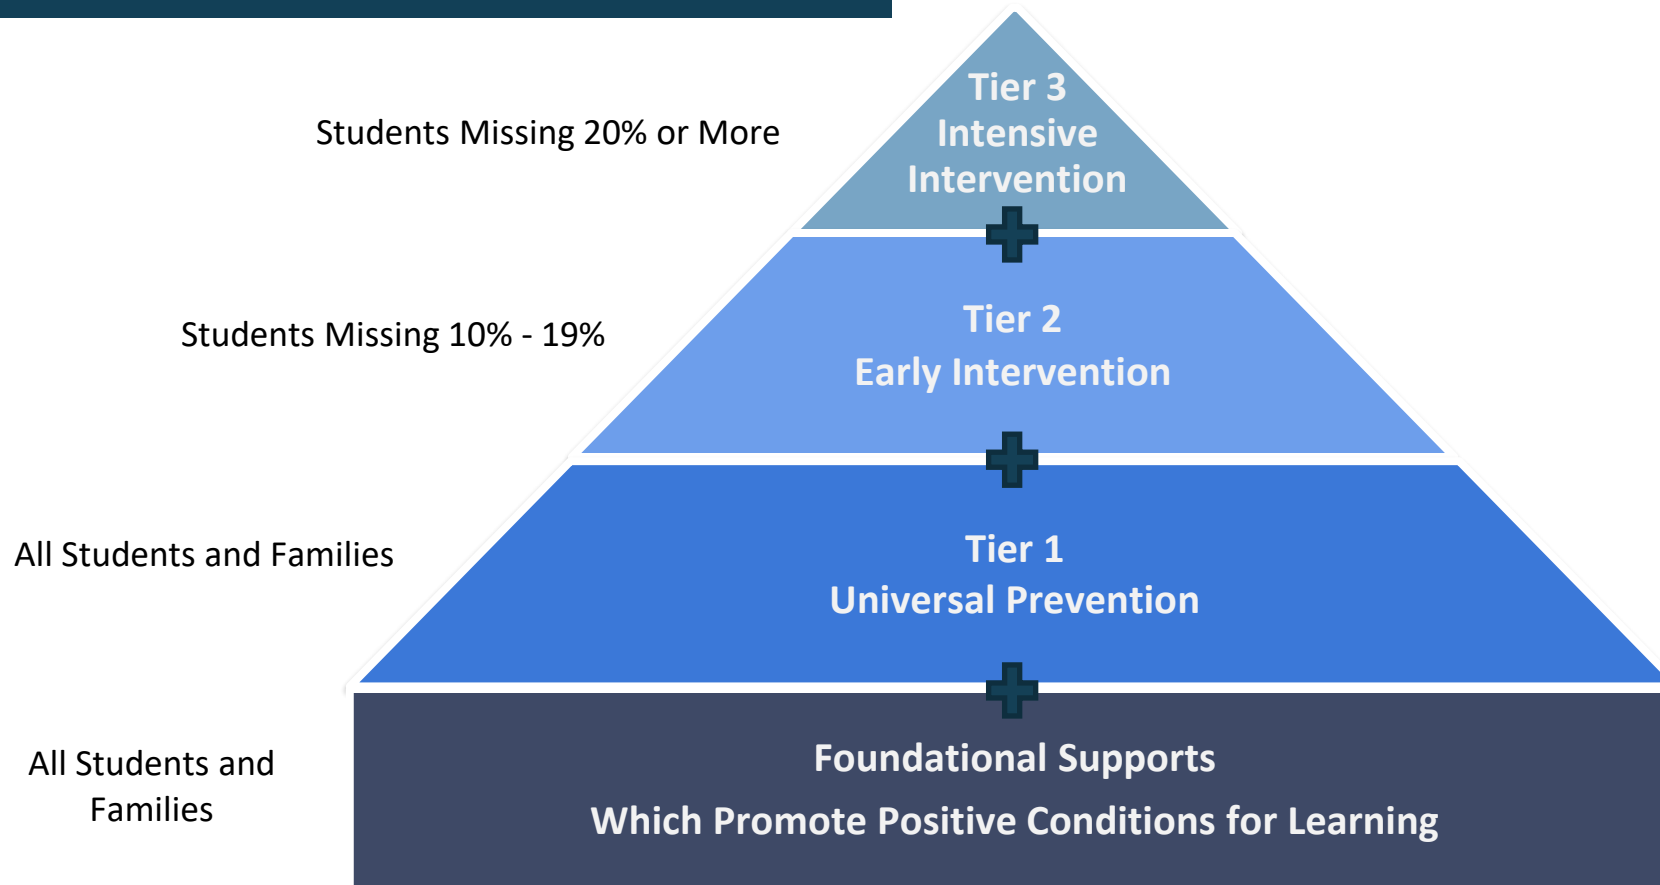 Students Missing 20% or More
Tier 3
Intensive
Intervention
Students Missing 10% - 19%
Tier 2
Early Intervention
All Students and Families
Tier 1
Universal Prevention
All Students and
Families
Foundational Supports
Which Promote Positive Conditions for Learning